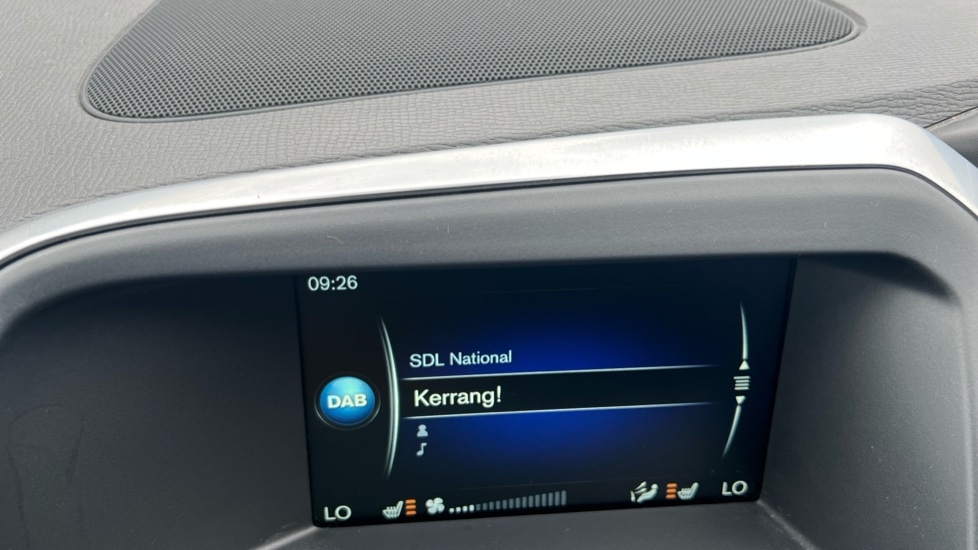 09:26
SDL National
DAB
Kerrang!
LO
LO